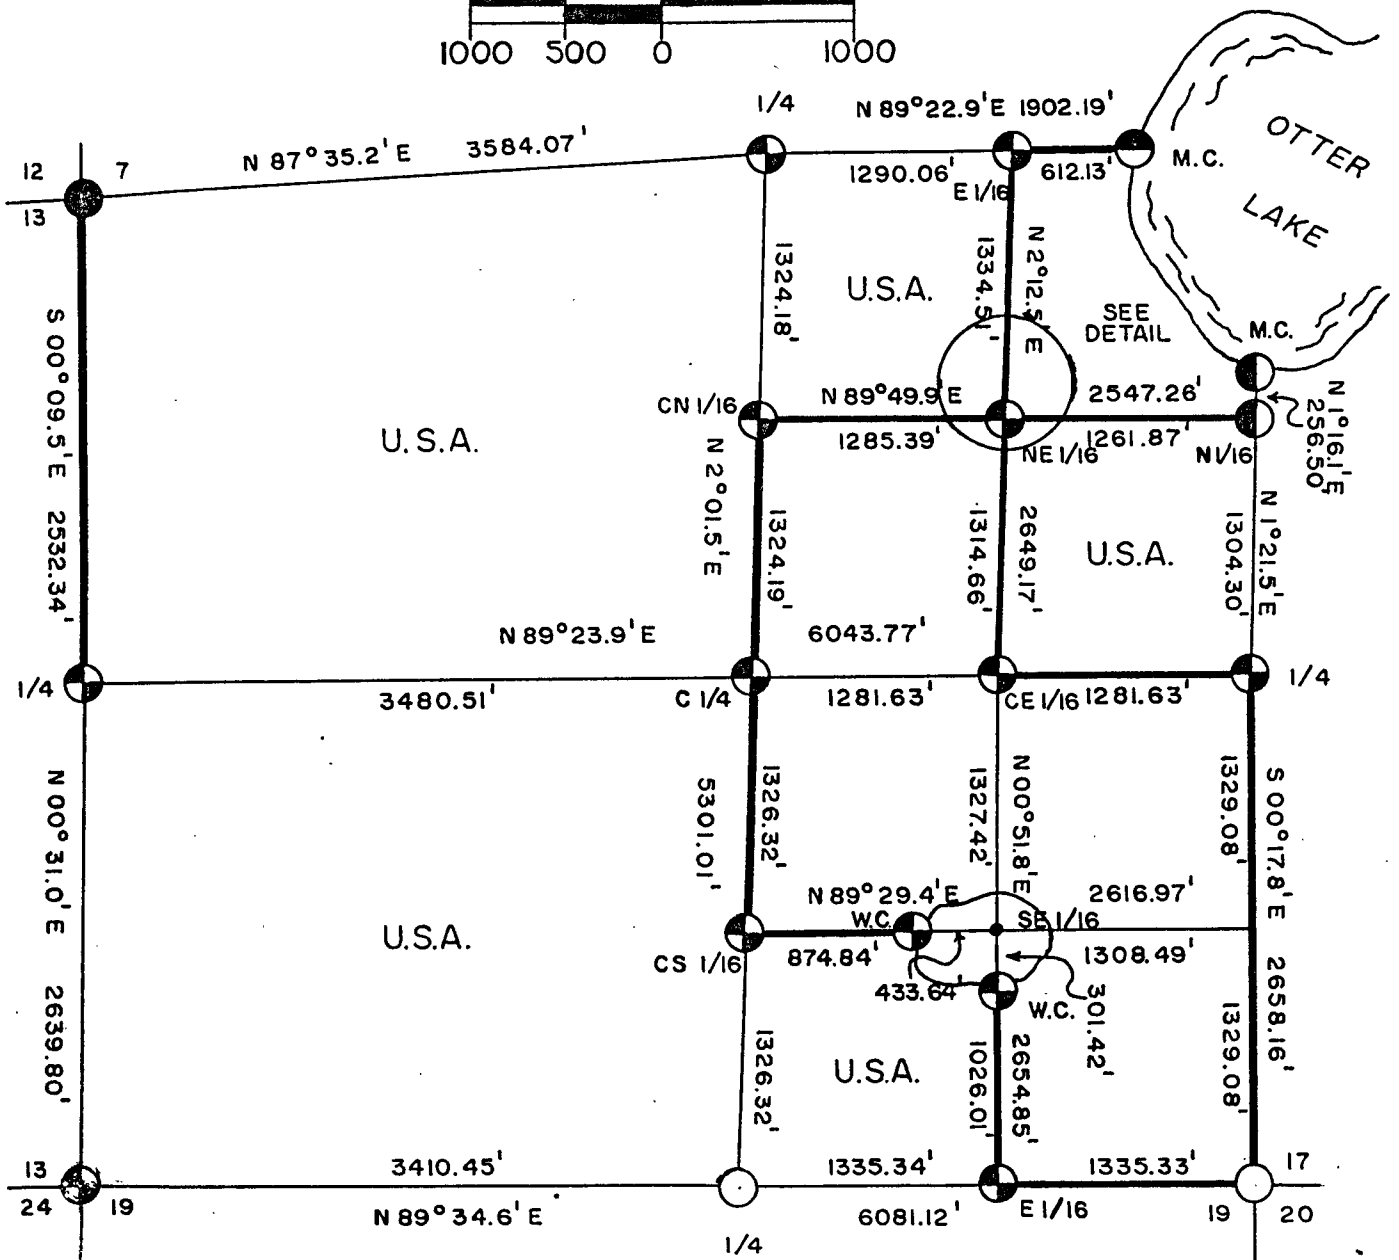 1000 500 0 1000
1/4
N 89°22.9'E 1902.19'
OTTER
LAKE
12 7
13
N 87°35.2'E 3584.07'
1290.06'
E 1/16
612.13'
M.C.
S 00°09.5'E 2532.34'
1324.18'
U.S.A.
1334.51'
N 2°12.5'E
SEE
DETAIL
M.C.
U.S.A.
CN 1/16
N 89°49.9'E
2547.26'
1285.39'
NE 1/16
1261.87'
N 1/16
N 1°16.1'E
256.50'
N 2°01.5'E
1324.19'
1314.66'
2649.17'
U.S.A.
1304.30'
N 1°21.5'E
N 89°23.9'E
6043.77'
1/4
3480.51'
C 1/4
1281.63'
CE 1/16
1281.63'
1/4
N 00°31.0'E 2639.80'
5301.01'
1326.32'
1327.42'
N 00°51.8'E
1329.08'
S 00°17.8'E 2658.16'
N 89°29.4'E
2616.97'
W.C.
SE 1/16
U.S.A.
CS 1/16
874.84'
1308.49'
433.64'
W.C.
301.42'
1326.32'
U.S.A.
1026.01'
2654.85'
1329.08'
13
24 19
3410.45'
1335.34'
1335.33'
17
N 89°34.6'E
6081.12'
E 1/16
19 20
1/4